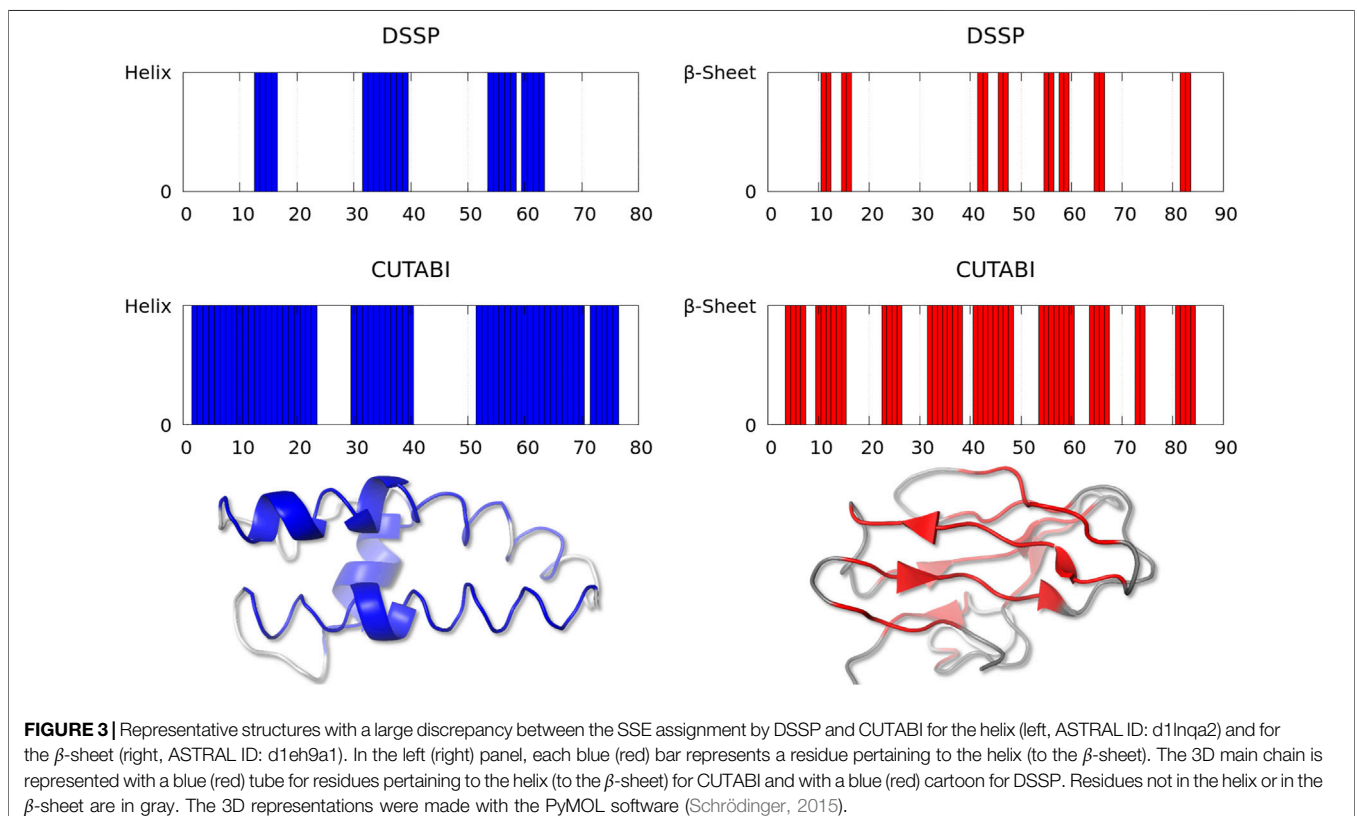 DSSP
Helix
0
0 10 20 30 40 50 60 70 80
DSSP
β-Sheet
0
0 10 20 30 40 50 60 70 80 90
CUTABI
Helix
0
0 10 20 30 40 50 60 70 80
CUTABI
β-Sheet
0
0 10 20 30 40 50 60 70 80 90
FIGURE 3 | Representative structures with a large discrepancy between the SSE assignment by DSSP and CUTABI for the helix (left, ASTRAL ID: d1lnqa2) and for
the β-sheet (right, ASTRAL ID: d1eh9a1). In the left (right) panel, each blue (red) bar represents a residue pertaining to the helix (to the β-sheet). The 3D main chain is
represented with a blue (red) tube for residues pertaining to the helix (to the β-sheet) for CUTABI and with a blue (red) cartoon for DSSP. Residues not in the helix or in the
β-sheet are in gray. The 3D representations were made with the PyMOL software (Schrödinger, 2015).